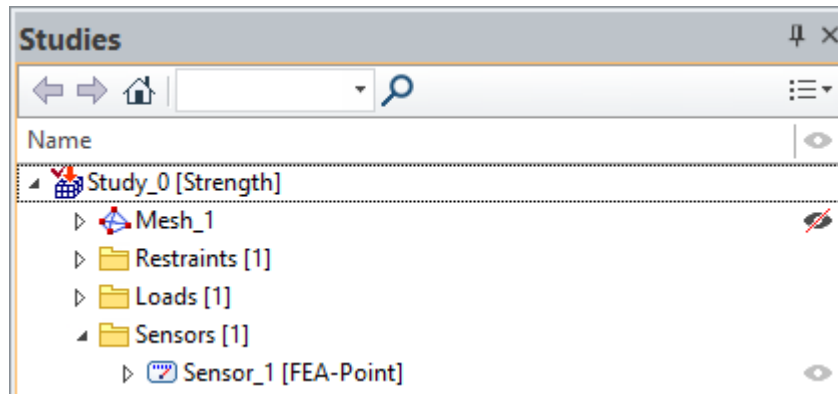 Studies
Name
Study_0 [Strength]
Mesh_1
Restraints [1]
Loads [1]
Sensors [1]
Sensor_1 [FEA-Point]